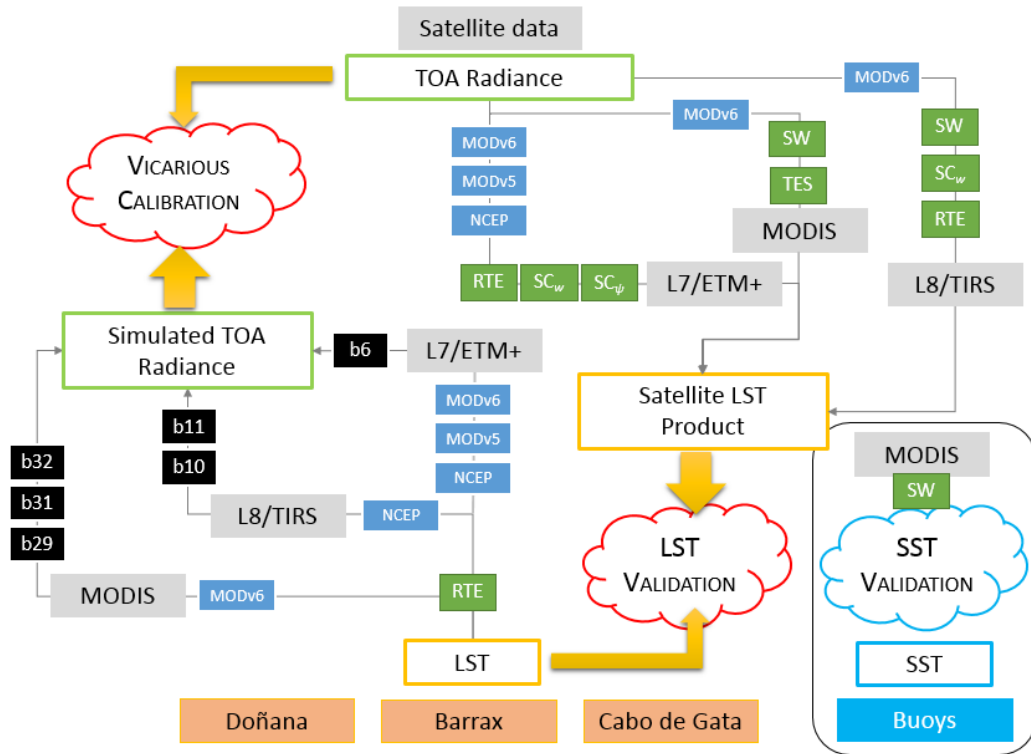 Satellite data
TOA Radiance
MODv6
MODv6
MODv6
MODv5
NCEP
SW
TES
MODIS
SW
SCw
RTE
L8/TIRS
VICARIOUS
CALIBRATION
RTE
SCw
SCψ
L7/ETM+
Simulated TOA
Radiance
b6
L7/ETM+
MODv6
MODv5
NCEP
Satellite LST
Product
b11
b10
b32
b31
b29
L8/TIRS
NCEP
MODIS
MODv6
RTE
LST
LST
VALIDATION
MODIS
SW
SST
VALIDATION
SST
Doñana
Barrax
Cabo de Gata
Buoys